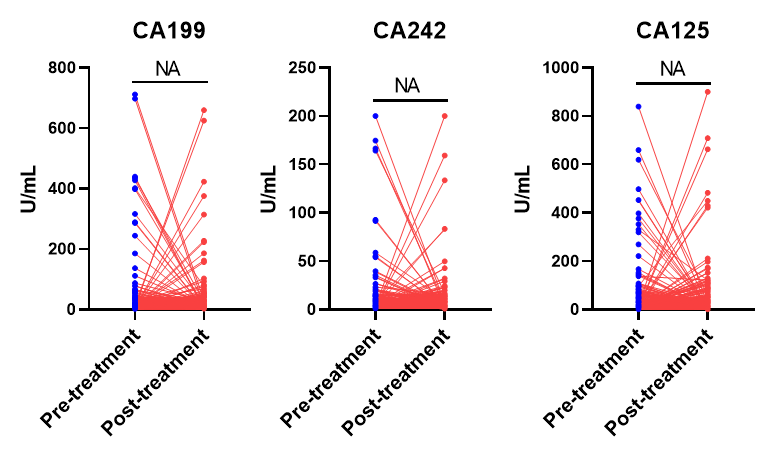 CA199
NA
800
600
400
200
0
U/mL
Pre-treatment
Post-treatment
CA242
NA
250
200
150
100
50
0
U/mL
Pre-treatment
Post-treatment
CA125
NA
1000
800
600
400
200
0
U/mL
Pre-treatment
Post-treatment